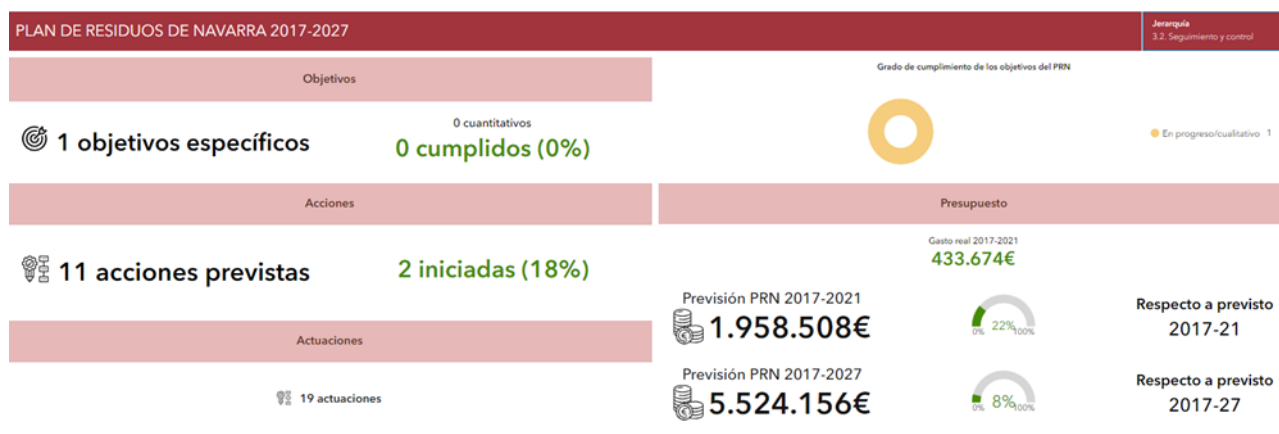 PLAN DE RESIDUOS DE NAVARRA 2017-2027
Jerarquía
3.2. Seguimiento y control
Objetivos
1 objetivos específicos
0 cuantitativos
0 cumplidos (0%)
Grado de cumplimiento de los objetivos del PRN
En progreso/cualitativo 1
Acciones
11 acciones previstas
2 iniciadas (18%)
Actuaciones
19 actuaciones
Presupuesto
Gasto real 2017-2021
433.674€
Previsión PRN 2017-2021
1.958.508€
22%
0%
100%
Respecto a previsto
2017-21
Previsión PRN 2017-2027
5.524.156€
8%
0%
100%
Respecto a previsto
2017-27